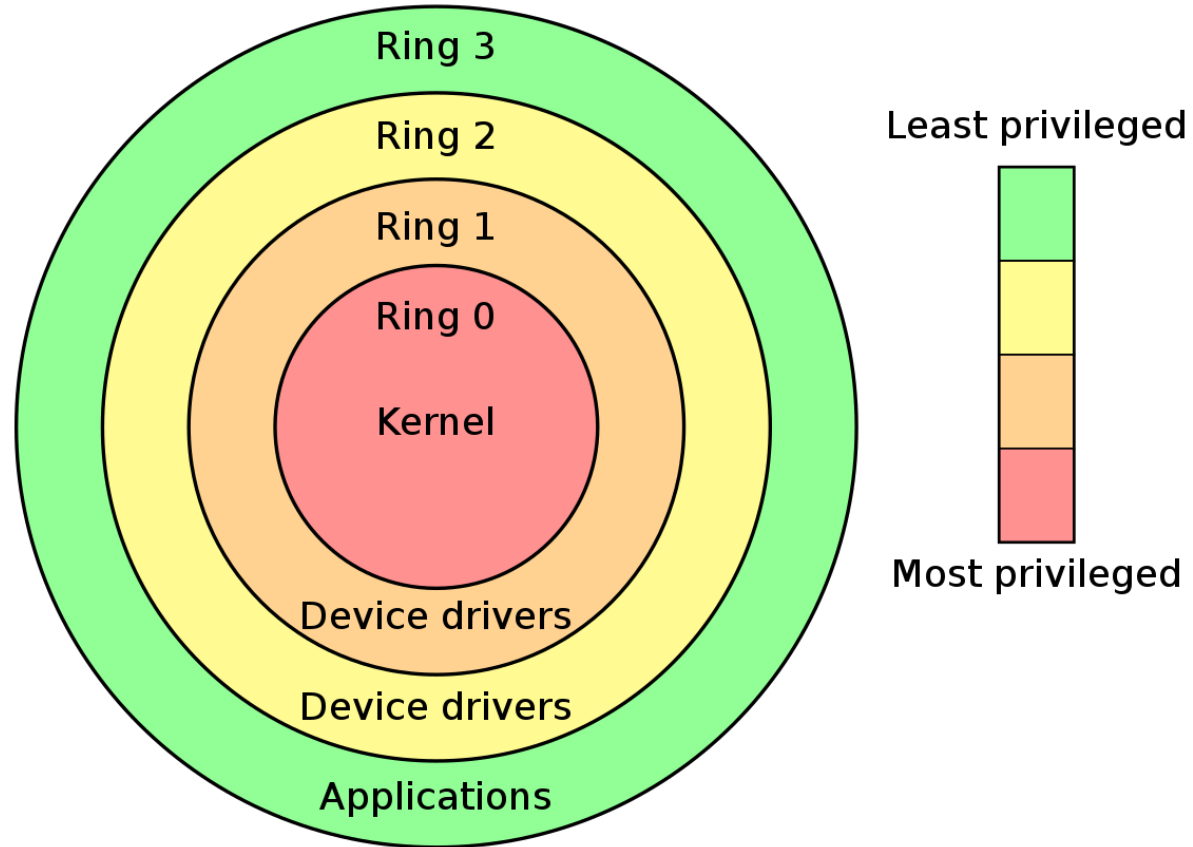 Ring 3
Ring 2
Ring 1
Ring 0
Kernel
Device drivers
Device drivers
Applications
Least privileged
Most privileged